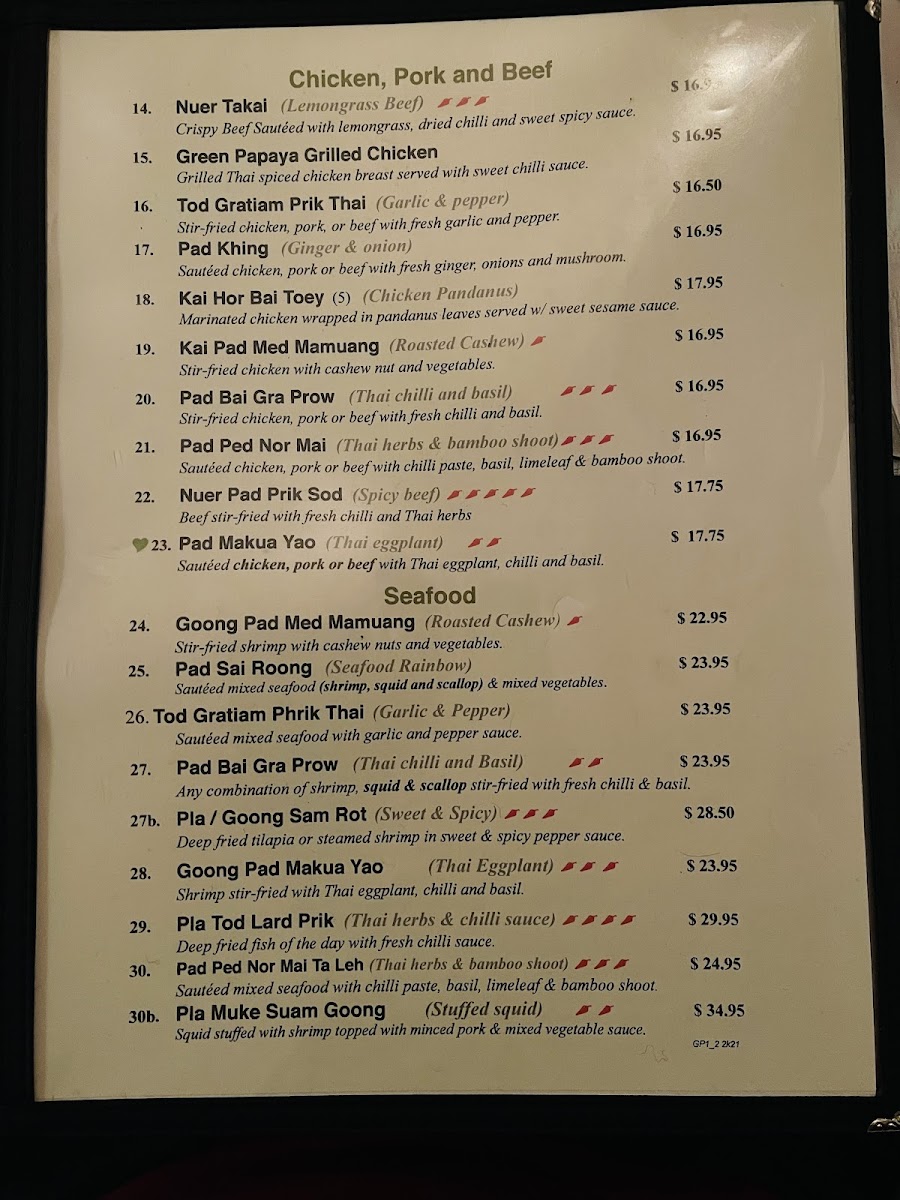 Chicken, Pork and Beef
14. Nuer Takai (Lemongrass Beef) $ 16.9
Crispy Beef Sautéed with lemongrass, dried chilli and sweet spicy sauce.
15. Green Papaya Grilled Chicken $ 16.95
Grilled Thai spiced chicken breast served with sweet chilli sauce.
16. Tod Gratiam Prik Thai (Garlic & pepper) $ 16.50
Stir-fried chicken, pork, or beef with fresh garlic and pepper.
17. Pad Khing (Ginger & onion) $ 16.95
Sautéed chicken, pork or beef with fresh ginger, onions and mushroom.
18. Kai Hor Bai Toey (5) (Chicken Pandanus) $ 17.95
Marinated chicken wrapped in pandanus leaves served w/ sweet sesame sauce.
19. Kai Pad Med Mamuang (Roasted Cashew) $ 16.95
Stir-fried chicken with cashew nut and vegetables.
20. Pad Bai Gra Prow (Thai chilli and basil) $ 16.95
Stir-fried chicken, pork or beef with fresh chilli and basil.
21. Pad Ped Nor Mai (Thai herbs & bamboo shoot) $ 16.95
Sautéed chicken, pork or beef with chilli paste, basil, limeleaf & bamboo shoot.
22. Nuer Pad Prik Sod (Spicy beef) $ 17.75
Beef stir-fried with fresh chilli and Thai herbs
23. Pad Makua Yao (Thai eggplant) $ 17.75
Sautéed chicken, pork or beef with Thai eggplant, chilli and basil.
Seafood
24. Goong Pad Med Mamuang (Roasted Cashew) $ 22.95
Stir-fried shrimp with cashew nuts and vegetables.
25. Pad Sai Roong (Seafood Rainbow) $ 23.95
Sautéed mixed seafood (shrimp, squid and scallop) & mixed vegetables.
26. Tod Gratiam Phrik Thai (Garlic & Pepper) $ 23.95
Sautéed mixed seafood with garlic and pepper sauce.
27. Pad Bai Gra Prow (Thai chilli and Basil) $ 23.95
Any combination of shrimp, squid & scallop stir-fried with fresh chilli & basil.
27b. Pla / Goong Sam Rot (Sweet & Spicy) $ 28.50
Deep fried tilapia or steamed shrimp in sweet & spicy pepper sauce.
28. Goong Pad Makua Yao (Thai Eggplant) $ 23.95
Shrimp stir-fried with Thai eggplant, chilli and basil.
29. Pla Tod Lard Prik (Thai herbs & chilli sauce) $ 29.95
Deep fried fish of the day with fresh chilli sauce.
30. Pad Ped Nor Mai Ta Leh (Thai herbs & bamboo shoot) $ 24.95
Sautéed mixed seafood with chilli paste, basil, limeleaf & bamboo shoot.
30b. Pla Muke Suam Goong (Stuffed squid) $ 34.95
Squid stuffed with shrimp topped with minced pork & mixed vegetable sauce.
GP1_2 2k21